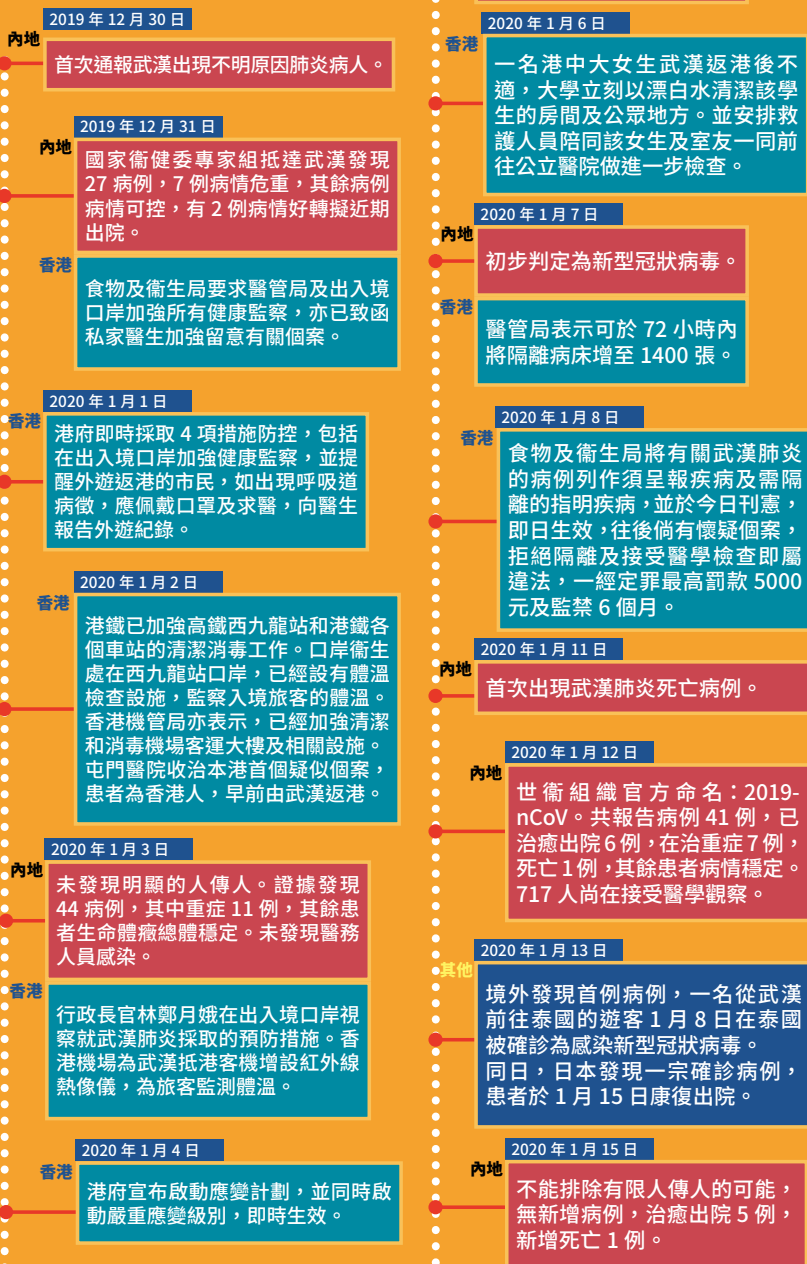 2019 年 12 月 30 日
內地
首次通報武漢出現不明原因肺炎病人。
2019 年 12 月 31 日
內地
國家衞健委專家組抵達武漢發現
27 病例，7 例病情危重，其餘病例
病情可控，有 2 例病情好轉擬近期
出院。
香港
食物及衞生局要求醫管局及出入境
口岸加強所有健康監察，亦已致函
私家醫生加強留意有關個案。
2020 年 1 月 1 日
香港
港府即時採取 4 項措施防控，包括
在出入境口岸加強健康監察，並提
醒外遊返港的市民，如出現呼吸道
病徵，應佩戴口罩及求醫，向醫生
報告外遊紀錄。
2020 年 1 月 2 日
香港
港鐵已加強高鐵西九龍站和港鐵各
個車站的清潔消毒工作。口岸衞生
處在西九龍站口岸，已經設有體溫
檢查設施，監察入境旅客的體溫。
香港機管局亦表示，已經加強清潔
和消毒機場客運大樓及相關設施。
屯門醫院收治本港首個疑似個案，
患者為香港人，早前由武漢返港。
2020 年 1 月 3 日
內地
未發現明顯的人傳人。證據發現
44 病例，其中重症 11 例，其餘患
者生命體癥總體穩定。未發現醫務
人員感染。
香港
行政長官林鄭月娥在出入境口岸視
察就武漢肺炎採取的預防措施。香
港機場為武漢抵港客機增設紅外線
熱像儀，為旅客監測體溫。
2020 年 1 月 4 日
香港
港府宣布啟動應變計劃，並同時啟
動嚴重應變級別，即時生效。
2020 年 1 月 6 日
香港
一名港中大女生武漢返港後不
適，大學立刻以漂白水清潔該學
生的房間及公眾地方。並安排救
護人員陪同該女生及室友一同前
往公立醫院做進一步檢查。
2020 年 1 月 7 日
內地
初步判定為新型冠狀病毒。
香港
醫管局表示可於 72 小時內
將隔離病床增至 1400 張。
2020 年 1 月 8 日
香港
食物及衞生局將有關武漢肺炎
的病例列作須呈報疾病及需隔
離的指明疾病，並於今日刊憲，
即日生效，往後倘有懷疑個案，
拒絕隔離及接受醫學檢查即屬
違法，一經定罪最高罰款 5000
元及監禁 6 個月。
2020 年 1 月 11 日
內地
首次出現武漢肺炎死亡病例。
2020 年 1 月 12 日
內地
世衞組織官方命名：2019-
nCoV。共報告病例 41 例，已
治癒出院 6 例，在治重症 7 例，
死亡 1 例，其餘患者病情穩定。
717 人尚在接受醫學觀察。
2020 年 1 月 13 日
其他
境外發現首例病例，一名從武漢
前往泰國的遊客 1 月 8 日在泰國
被確診為感染新型冠狀病毒。
同日，日本發現一宗確診病例，
患者於 1 月 15 日康復出院。
2020 年 1 月 15 日
內地
不能排除有限人傳人的可能，
無新增病例，治癒出院 5 例，
新增死亡 1 例。